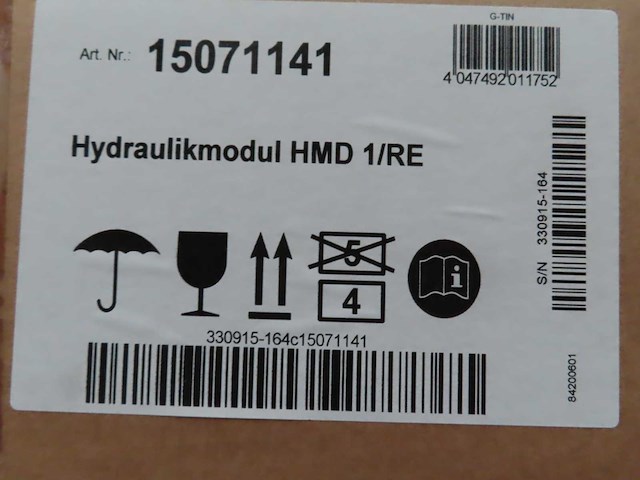 G-TIN
Art. Nr.: 15071141
4 047492 011752
Hydraulikmodul HMD 1/RE
S/N 330915-164
5
4
i
330915-164c15071141
84200601